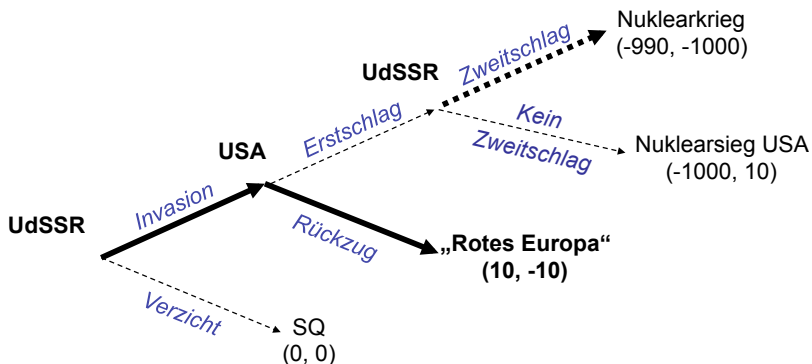 Nuklearkrieg
(-990, -1000)
Zweitschlag
UdSSR
Kein
Zweitschlag
Nuklearsieg USA
(-1000, 10)
Erstschlag
USA
Invasion
UdSSR
Rückzug
„Rotes Europa“
(10, -10)
Verzicht
SQ
(0, 0)